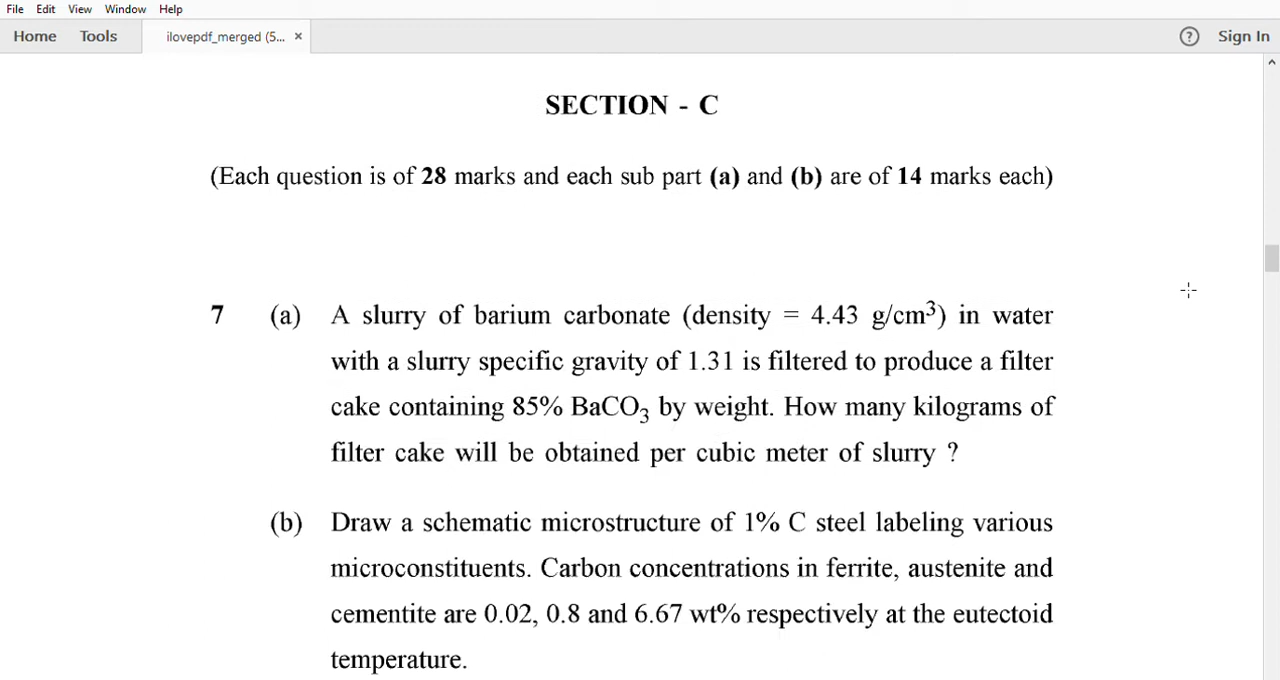 File Edit View Window Help
Home Tools ilovepdf_merged (5... × ? Sign In
SECTION - C
(Each question is of 28 marks and each sub part (a) and (b) are of 14 marks each)
7 (a) A slurry of barium carbonate (density = 4.43 g/cm³) in water
with a slurry specific gravity of 1.31 is filtered to produce a filter
cake containing 85% BaCO₃ by weight. How many kilograms of
filter cake will be obtained per cubic meter of slurry ?
(b) Draw a schematic microstructure of 1% C steel labeling various
microconstituents. Carbon concentrations in ferrite, austenite and
cementite are 0.02, 0.8 and 6.67 wt% respectively at the eutectoid
temperature.